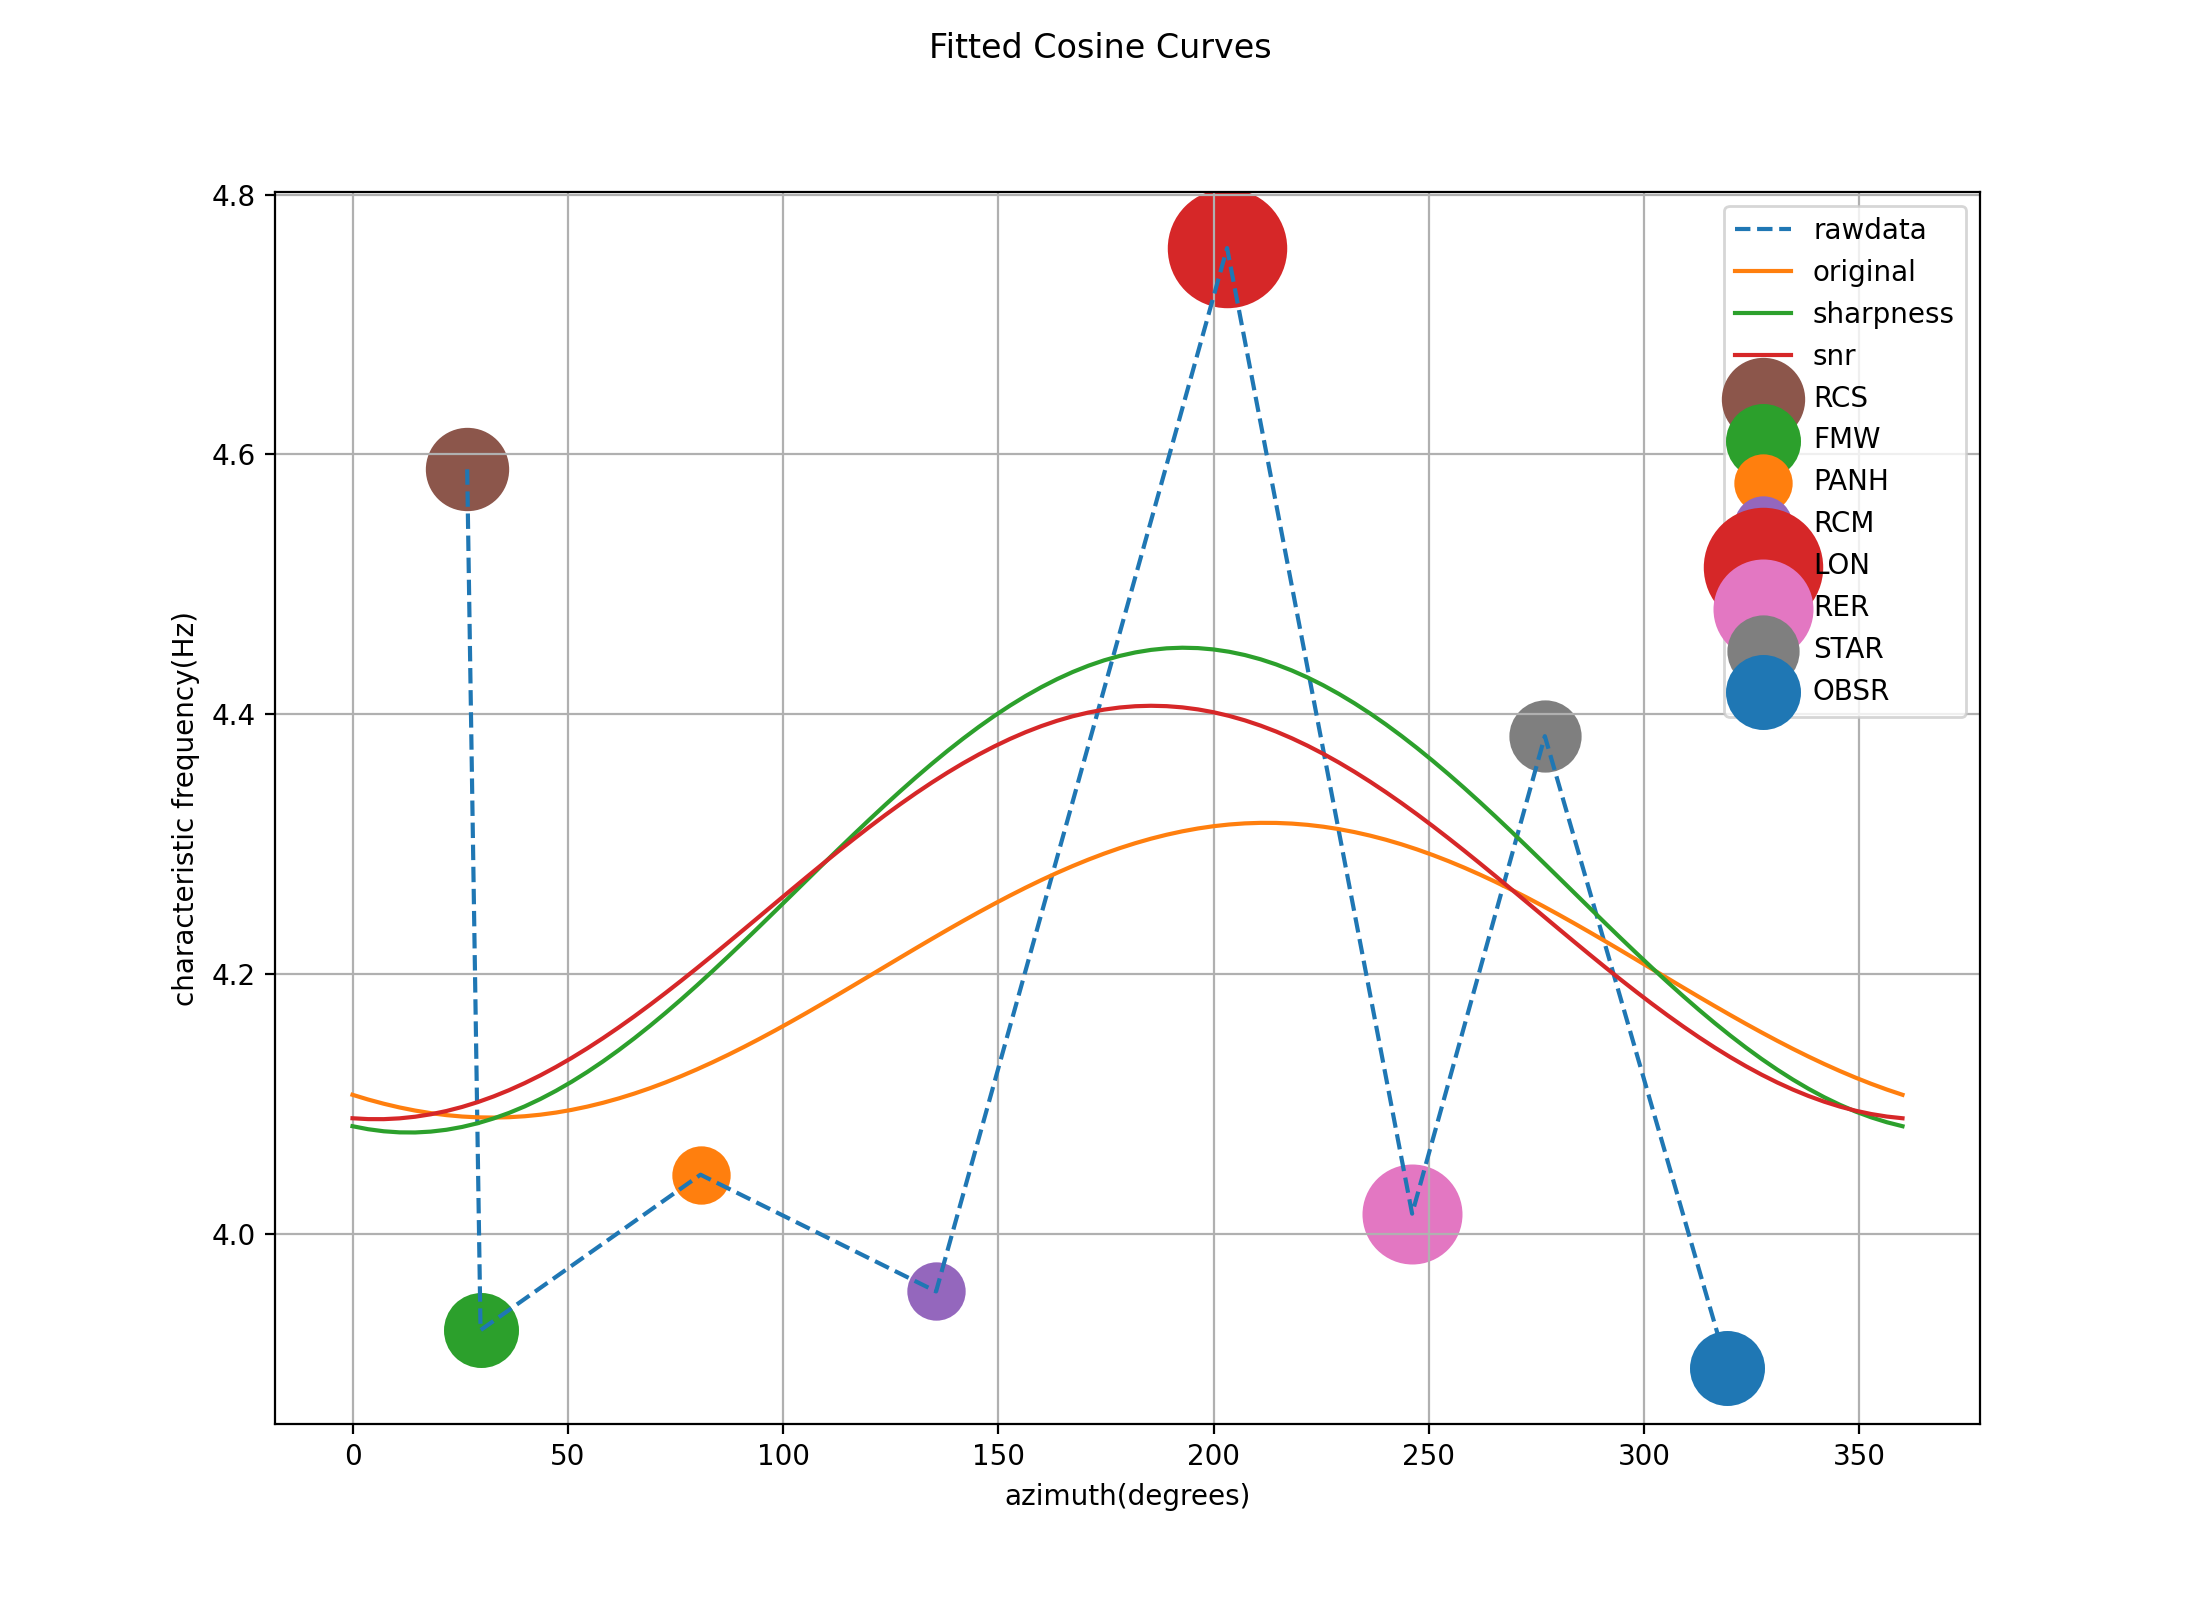 Fitted Cosine Curves
4.8
4.6
4.4
4.2
4.0
characteristic frequency(Hz)
rawdata
original
sharpness
snr
RCS
FMW
PANH
RCM
LON
RER
STAR
OBSR
0 50 100 150 200 250 300 350
azimuth(degrees)